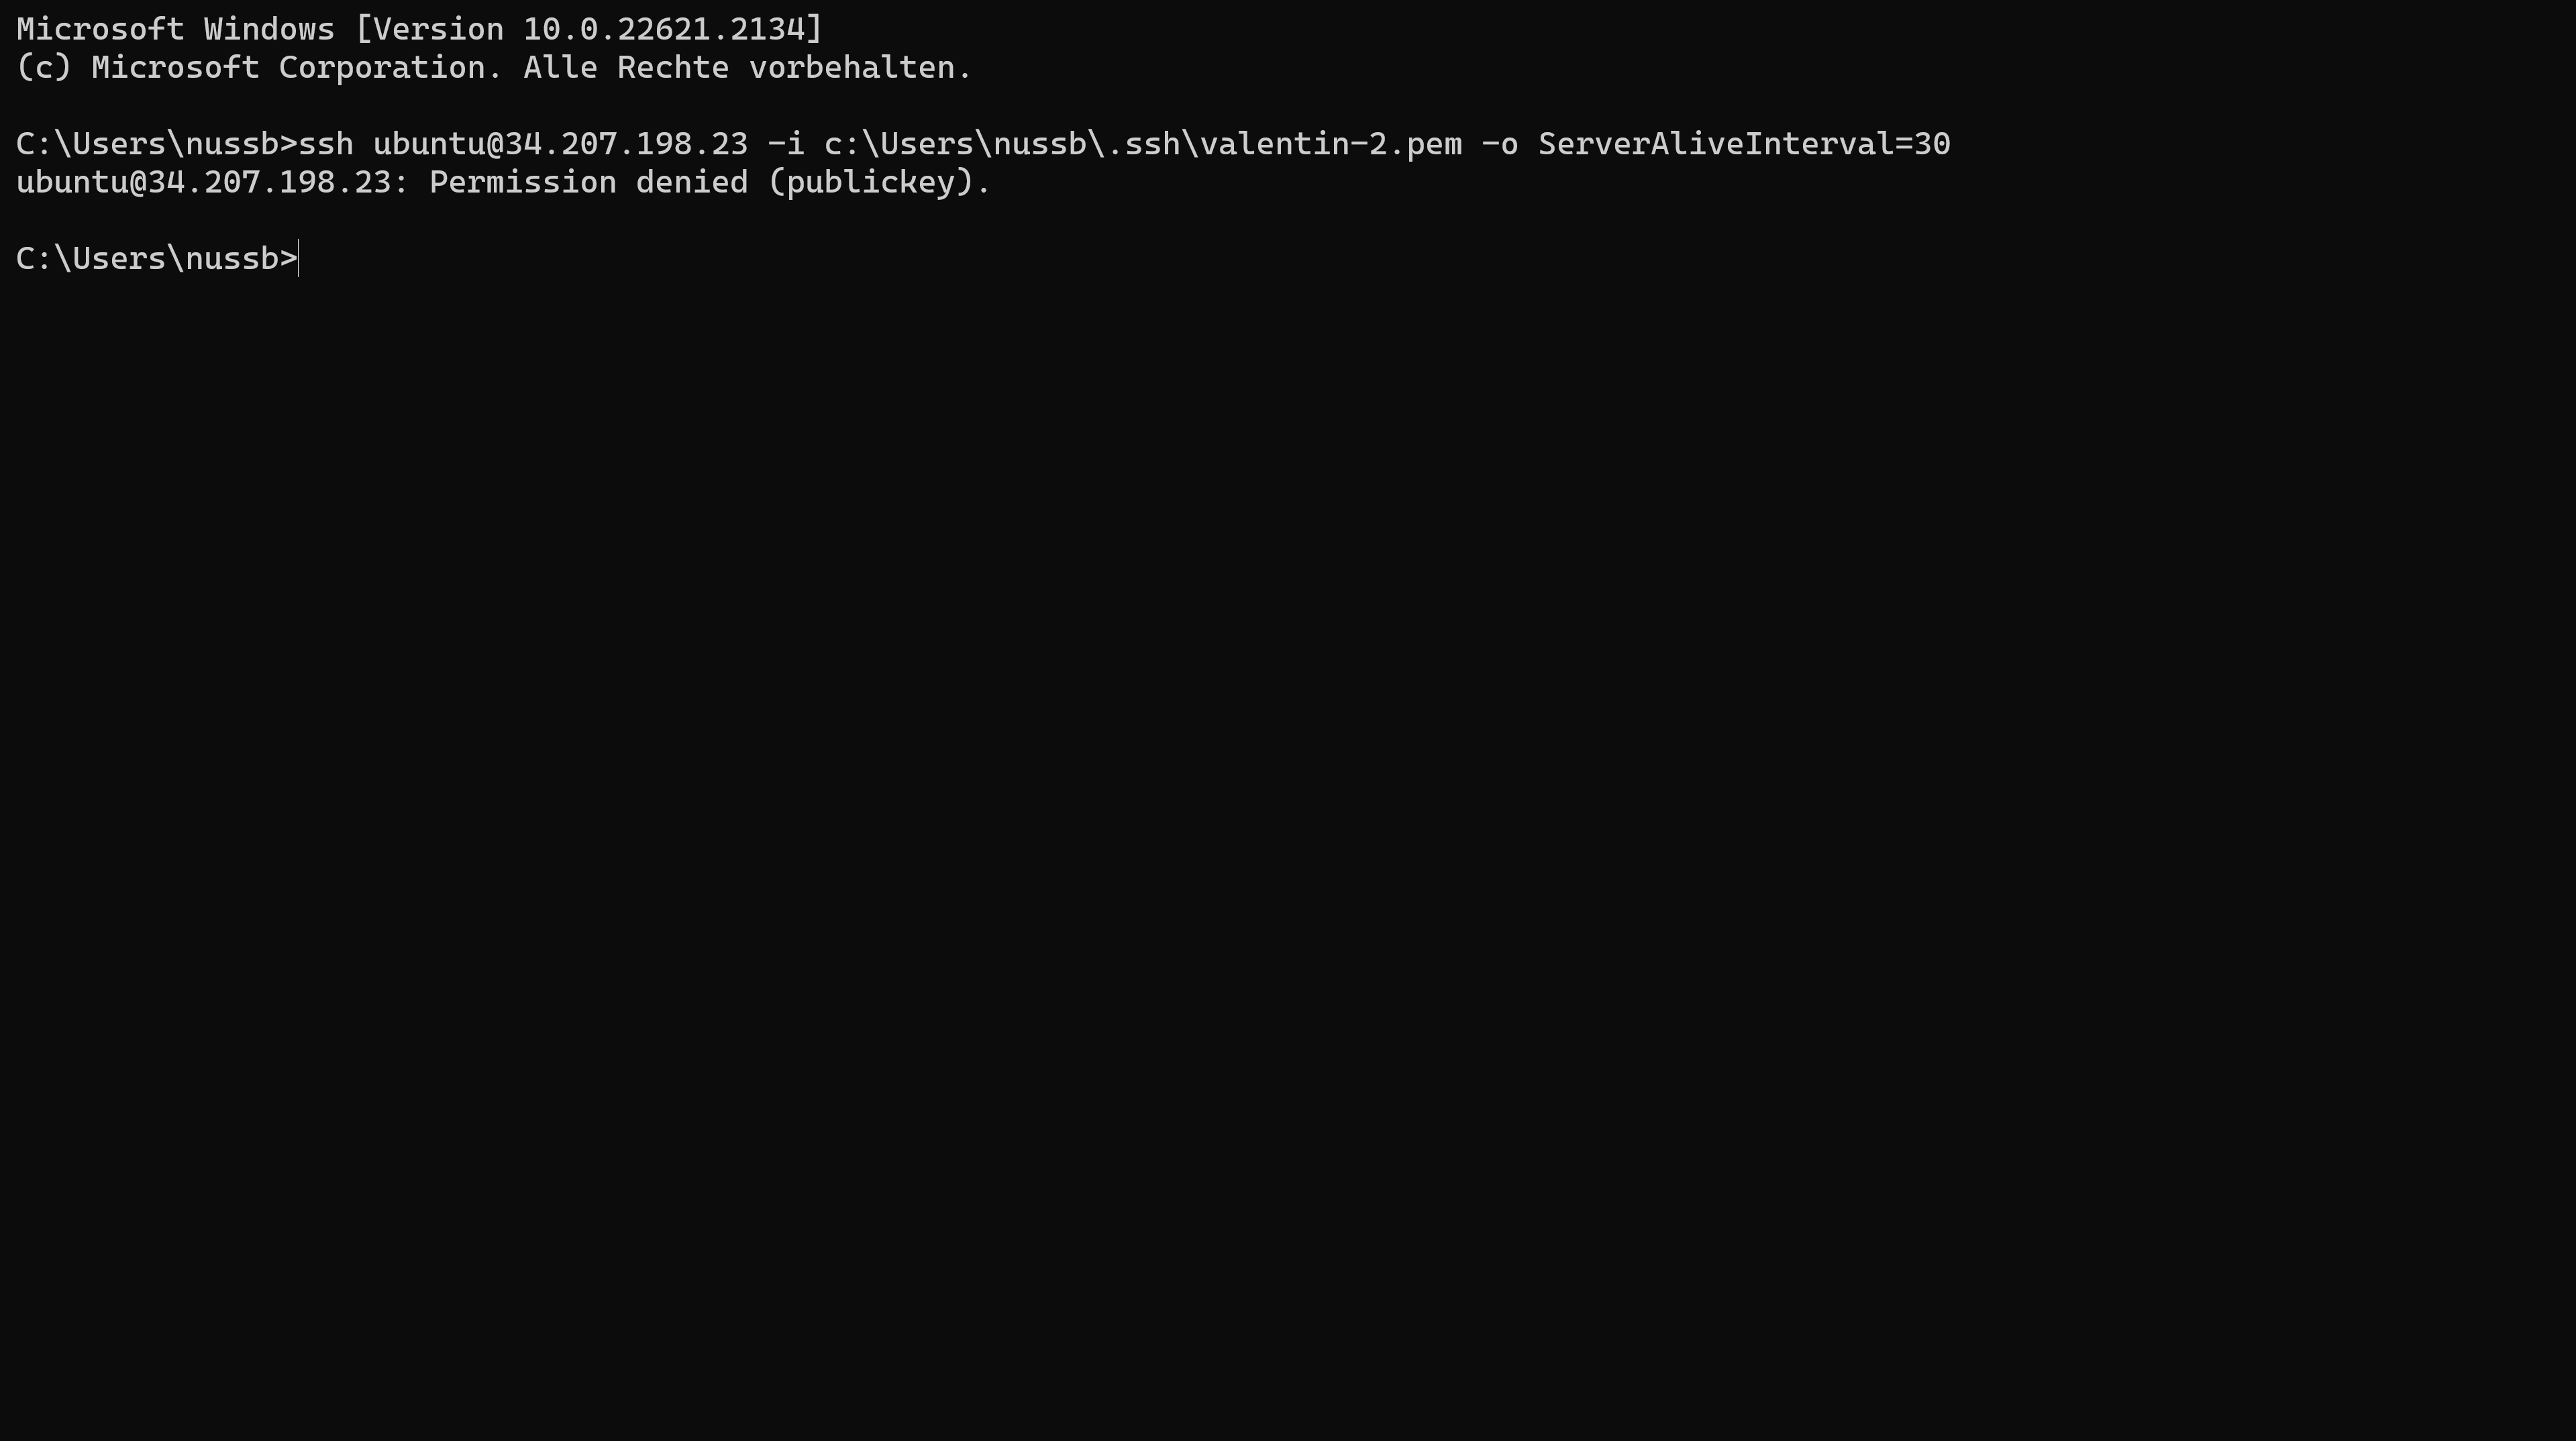 Microsoft Windows [Version 10.0.22621.2134]
(c) Microsoft Corporation. Alle Rechte vorbehalten.
C:\Users\nussb>ssh ubuntu@34.207.198.23 -i c:\Users\nussb\.ssh\valentin-2.pem -o ServerAliveInterval=30
ubuntu@34.207.198.23: Permission denied (publickey).
C:\Users\nussb>